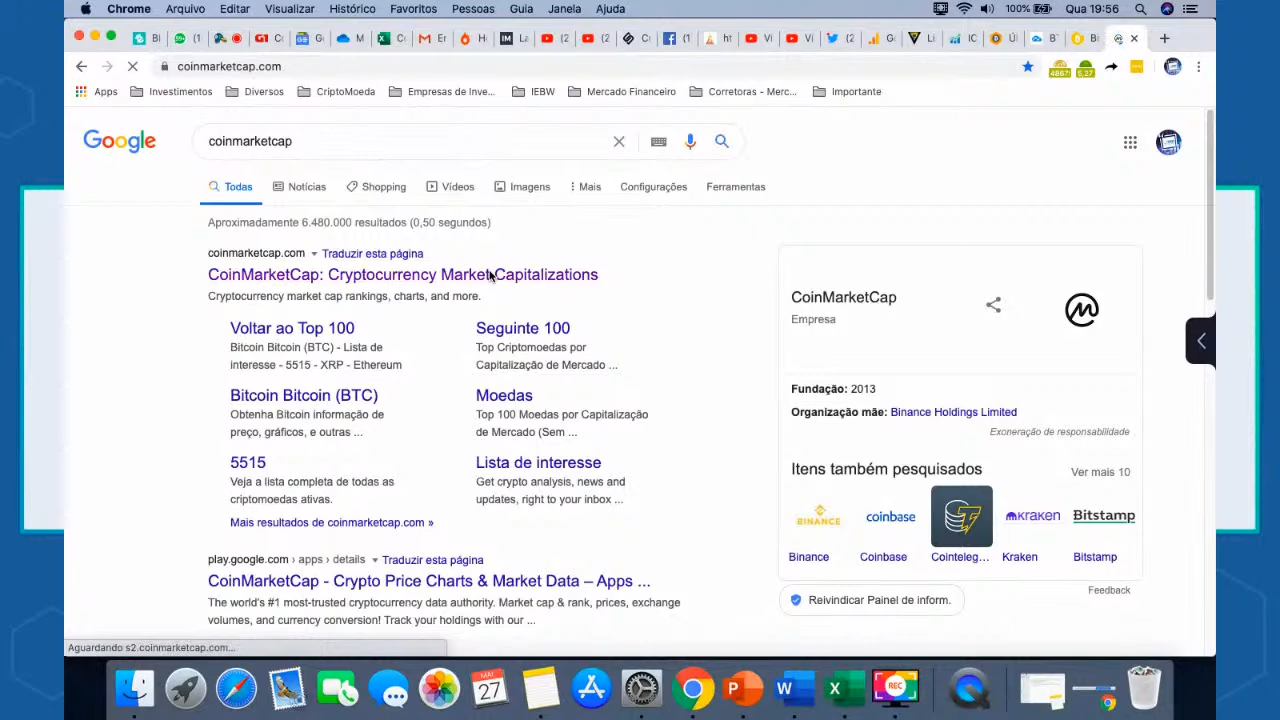 Chrome Arquivo Editar Visualizar Histórico Favoritos Pessoas Guia Janela Ajuda 100% Qua 19:56
coinmarketcap.com
Apps Investimentos Diversos CriptoMoeda Empresas de Inve... IEBW Mercado Financeiro Corretoras - Merc... Importante
Google
coinmarketcap
Todas Notícias Shopping Vídeos Imagens Mais Configurações Ferramentas
Aproximadamente 6.480.000 resultados (0,50 segundos)
coinmarketcap.com Traduzir esta página
CoinMarketCap: Cryptocurrency Market Capitalizations
Cryptocurrency market cap rankings, charts, and more.
Voltar ao Top 100
Bitcoin Bitcoin (BTC) - Lista de
interesse - 5515 - XRP - Ethereum
Seguinte 100
Top Criptomoedas por
Capitalização de Mercado ...
Bitcoin Bitcoin (BTC)
Obtenha Bitcoin informação de
preço, gráficos, e outras ...
Moedas
Top 100 Moedas por Capitalização
de Mercado (Sem ...
5515
Veja a lista completa de todas as
criptomoedas ativas.
Lista de interesse
Get crypto analysis, news and
updates, right to your inbox ...
Mais resultados de coinmarketcap.com »
play.google.com › apps › details Traduzir esta página
CoinMarketCap - Crypto Price Charts & Market Data – Apps ...
The world's #1 most-trusted cryptocurrency data authority. Market cap & rank, prices, exchange
volumes, and currency conversion! Track your holdings with our ...
CoinMarketCap
Empresa
Fundação: 2013
Organização mãe: Binance Holdings Limited
Exoneração de responsabilidade
Itens também pesquisados Ver mais 10
BINANCE coinbase kraken Bitstamp
Binance Coinbase Cointeleg... Kraken Bitstamp
Feedback
Reivindicar Painel de inform.
Aguardando s2.coinmarketcap.com...
MAI
27
REC